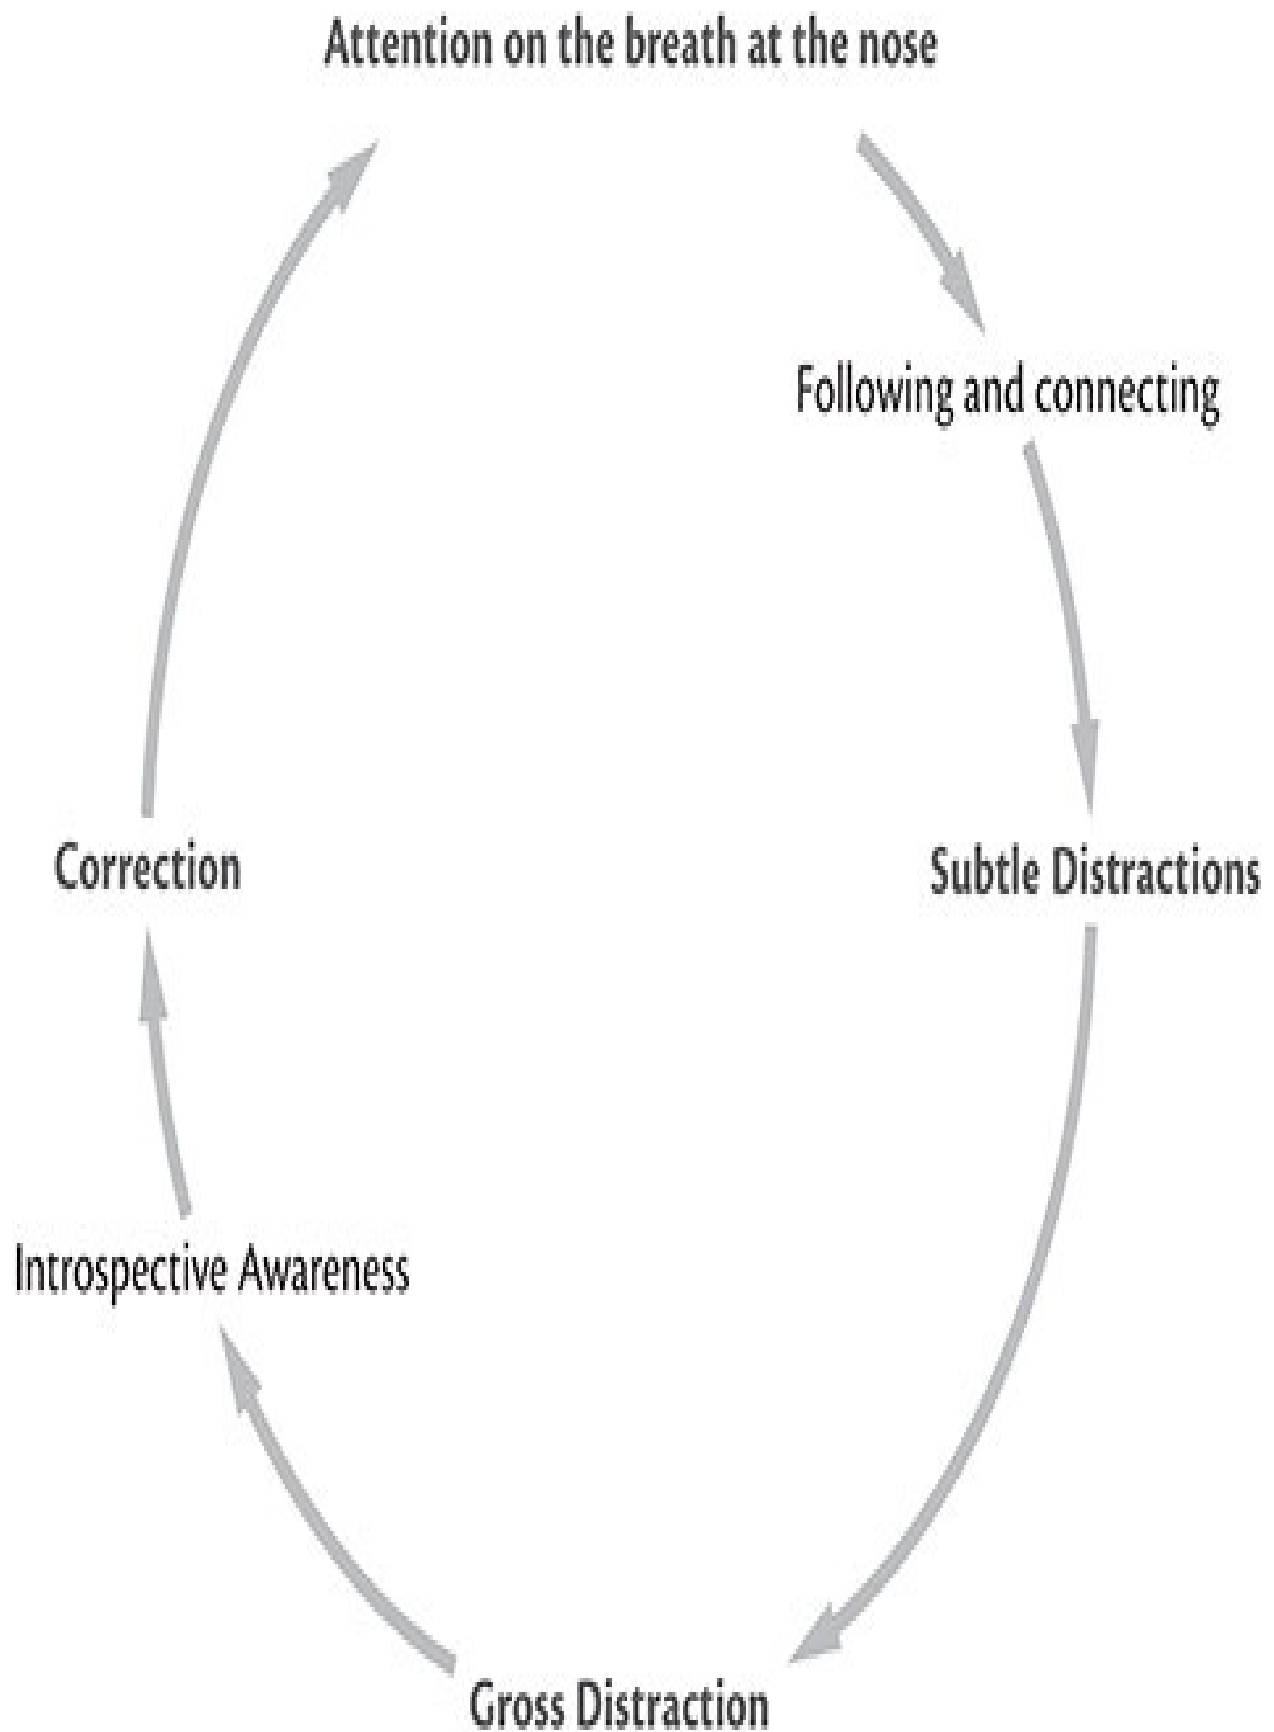 Attention on the breath at the nose
Following and connecting
Subtle Distractions
Gross Distraction
Introspective Awareness
Correction